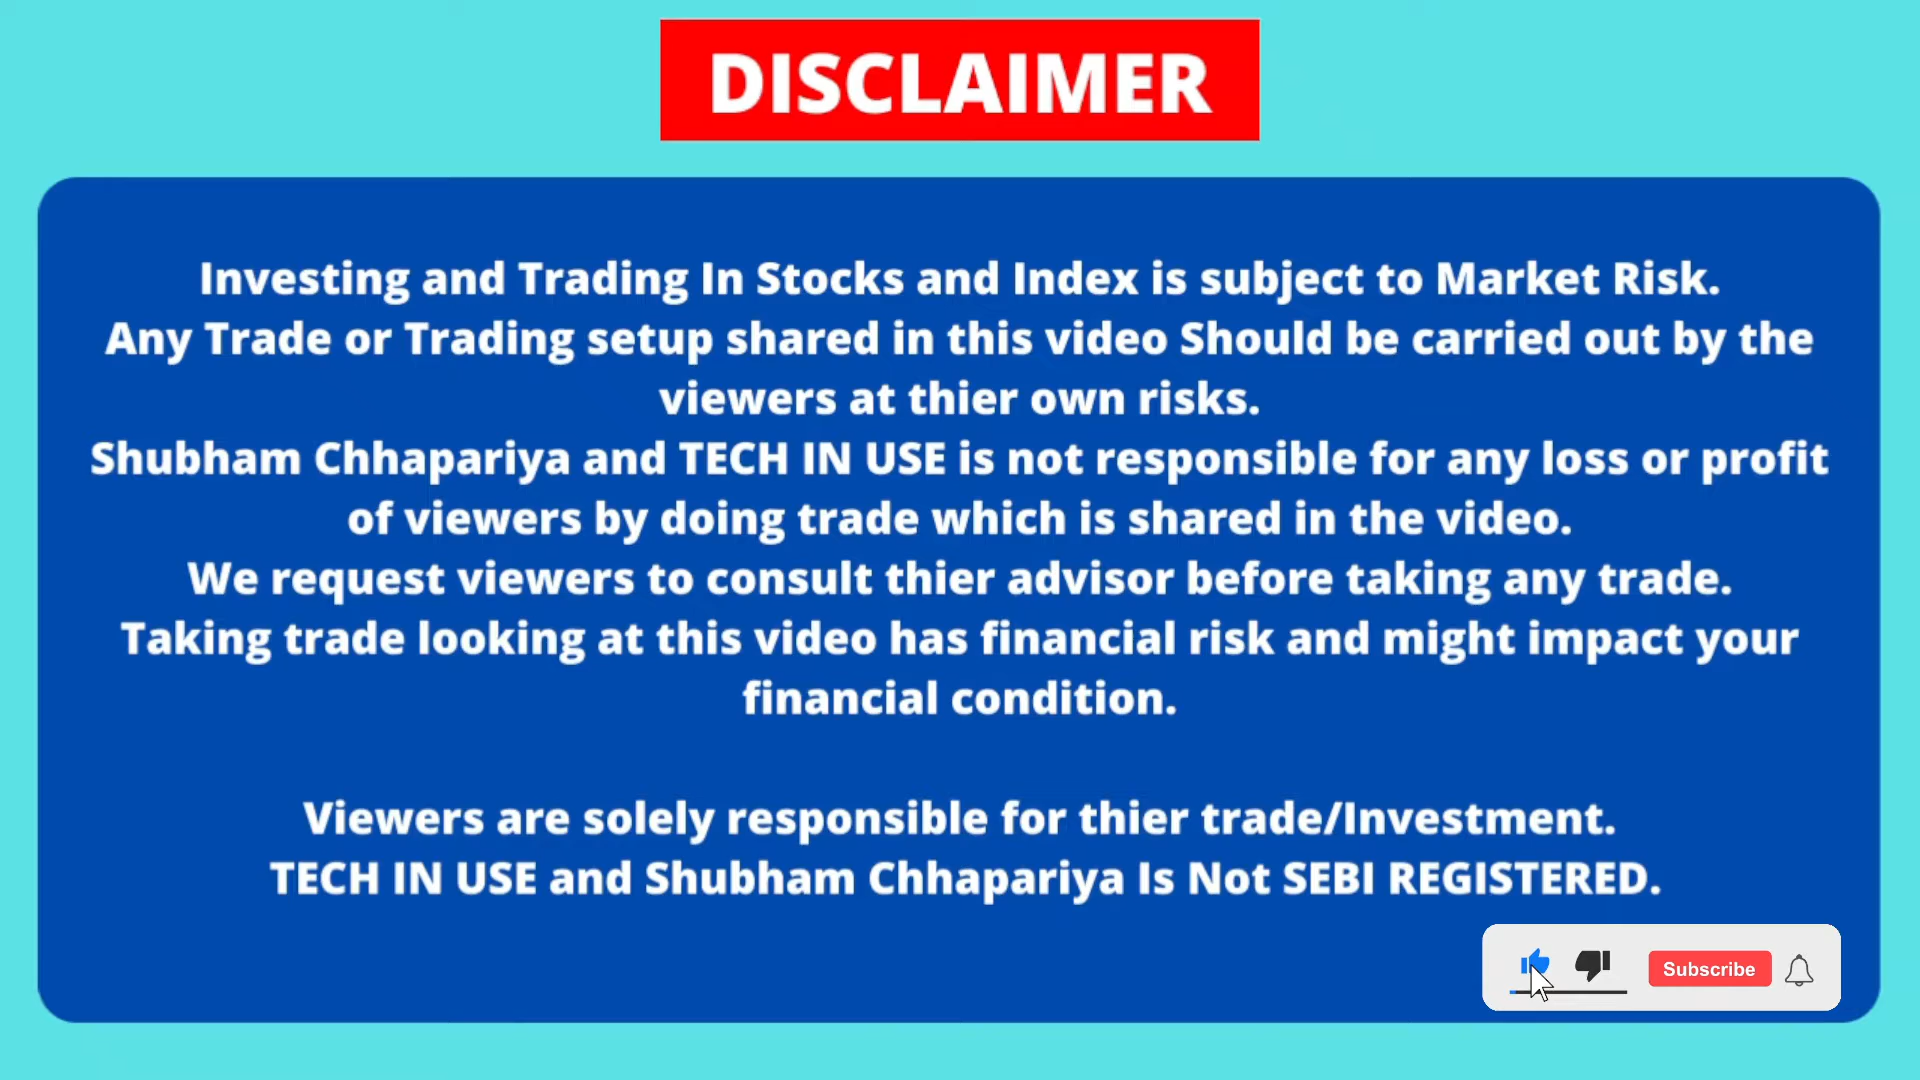 DISCLAIMER
Investing and Trading In Stocks and Index is subject to Market Risk.
Any Trade or Trading setup shared in this video Should be carried out by the
viewers at thier own risks.
Shubham Chhapariya and TECH IN USE is not responsible for any loss or profit
of viewers by doing trade which is shared in the video.
We request viewers to consult thier advisor before taking any trade.
Taking trade looking at this video has financial risk and might impact your
financial condition.
Viewers are solely responsible for thier trade/Investment.
TECH IN USE and Shubham Chhapariya Is Not SEBI REGISTERED.
Subscribe